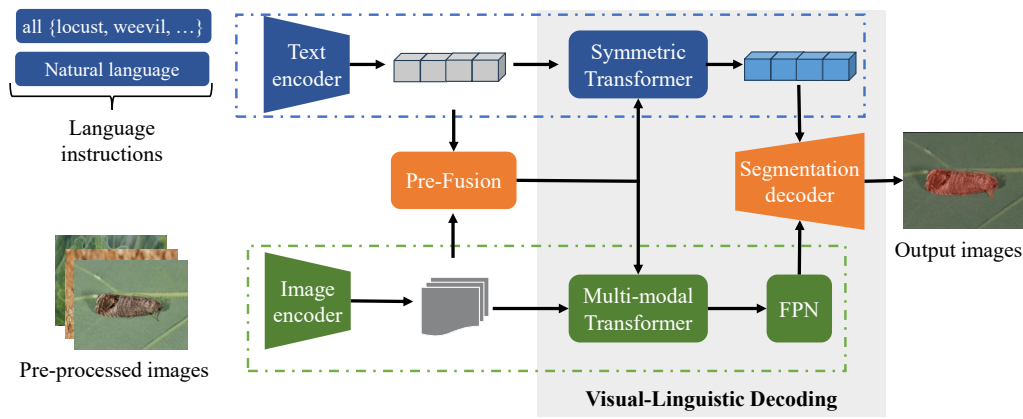 all {locust, weevil, …}
Natural language
Language
instructions
Text
encoder
Symmetric
Transformer
Pre-Fusion
Segmentation
decoder
Output images
Image
encoder
Multi-modal
Transformer
FPN
Pre-processed images
Visual-Linguistic Decoding